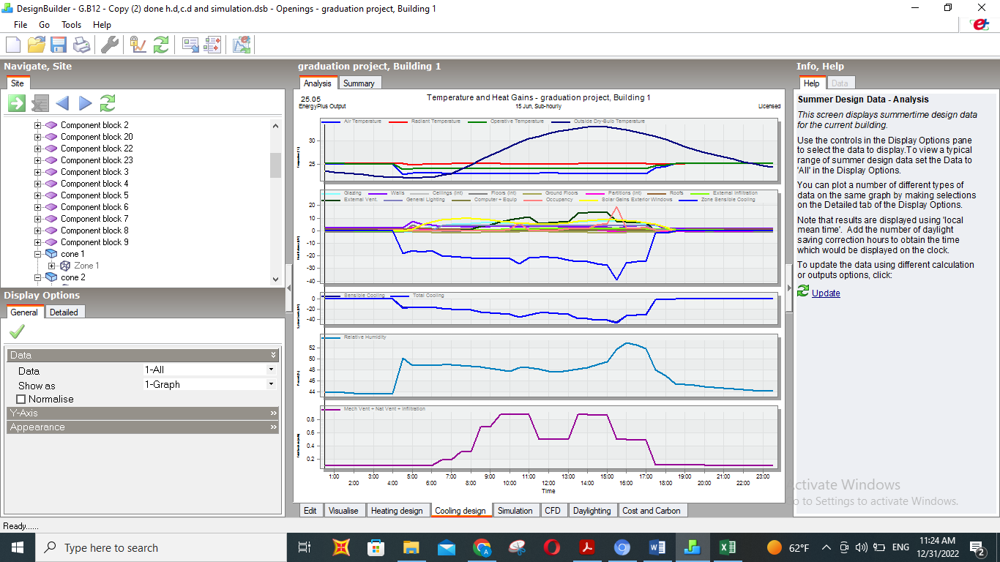 DesignBuilder - G.B12 - Copy (2) done h.d,c.d and simulation.dsb - Openings - graduation project, Building 1
File Go Tools Help
Navigate, Site
Site
Component block 2
Component block 20
Component block 22
Component block 23
Component block 3
Component block 4
Component block 5
Component block 6
Component block 7
Component block 8
Component block 9
cone 1
Zone 1
cone 2
Display Options
General Detailed
Data
Data 1-All
Show as 1-Graph
Normalise
Y-Axis
Appearance
graduation project, Building 1
Analysis Summary
25.05 Temperature and Heat Gains - graduation project, Building 1
EnergyPlus Output 15 Jun, Sub-hourly Licensed
Air Temperature Radiant Temperature Operative Temperature Outside Dry-Bulb Temperature
30
25
Glazing Walls Ceilings (int) Floors (int) Ground Floors Partitions (int) Roofs External Infiltration
External Vent. General Lighting Computer + Equip Occupancy Solar Gains Exterior Windows Zone Sensible Cooling
20
10
0
-10
-20
-30
-40
Sensible Cooling Total Cooling
0
-20
-40
Relative Humidity
52
50
48
46
44
Mech Vent + Nat Vent + Infiltration
0.8
0.6
0.4
0.2
1:00 3:00 5:00 7:00 9:00 11:00 13:00 15:00 17:00 19:00 21:00 23:00
2:00 4:00 6:00 8:00 10:00 12:00 14:00 16:00 18:00 20:00 22:00
Time
Edit Visualise Heating design Cooling design Simulation CFD Daylighting Cost and Carbon
Info, Help
Help Data
Summer Design Data - Analysis
This screen displays summertime design data
for the current building.
Use the controls in the Display Options pane
to select the data to display.To view a typical
range of summer design data set the Data to
'All' in the Display Options.
You can plot a number of different types of
data on the same graph by making selections
on the Detailed tab of the Display Options.
Note that results are displayed using 'local
mean time'. Add the number of daylight
saving correction hours to obtain the time
which would be displayed on the clock.
To update the data using different calculation
or outputs options, click:
Update
ctivate Windows
o to Settings to activate Windows.
Ready......
Type here to search
62°F
ENG
11:24 AM
12/31/2022
2